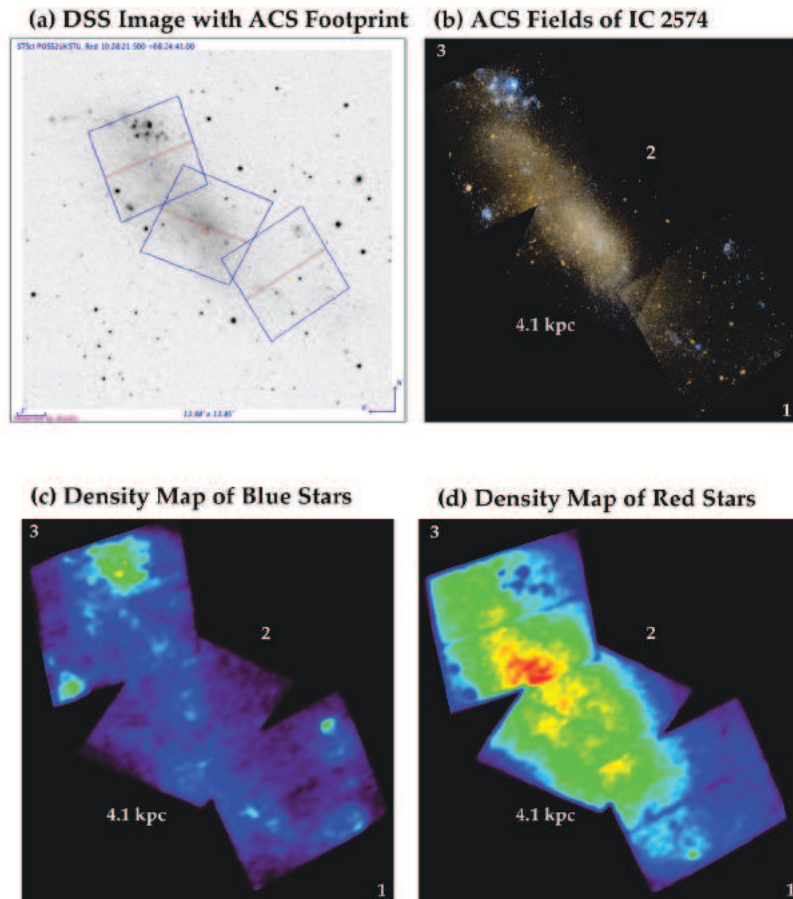 (a) DSS Image with ACS Footprint
STScI POSS2UKSTU_Red 10:28:21.500 +68:24:41.00
1'
13.88' x 13.85'
N
E
(b) ACS Fields of IC 2574
3
2
4.1 kpc
1
(c) Density Map of Blue Stars
3
2
4.1 kpc
1
(d) Density Map of Red Stars
3
2
4.1 kpc
1